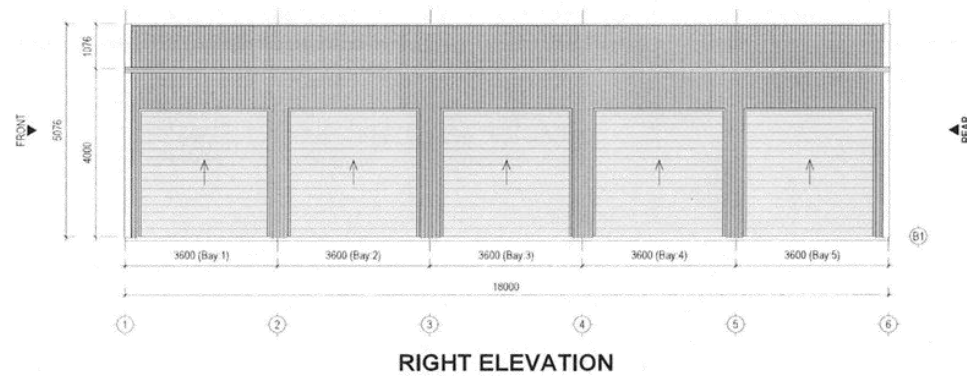 1076
FRONT
5076
4000
REAR
B1
3600 (Bay 1)
3600 (Bay 2)
3600 (Bay 3)
3600 (Bay 4)
3600 (Bay 5)
18000
1
2
3
4
5
6
RIGHT ELEVATION